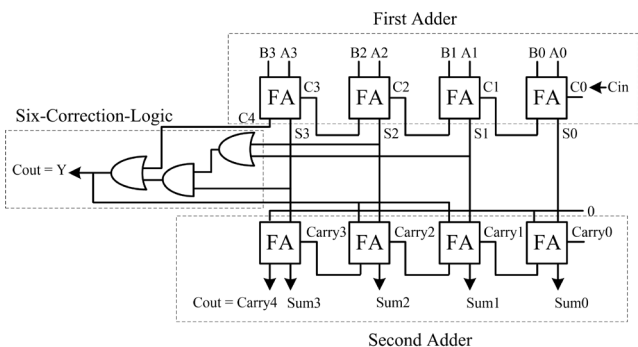 First Adder
B3 A3 B2 A2 B1 A1 B0 A0
FA C3 FA C2 FA C1 FA C0 Cin
Six-Correction-Logic
C4
S3 S2 S1 S0
Cout = Y
0
FA Carry3 FA Carry2 FA Carry1 FA Carry0
Cout = Carry4 Sum3 Sum2 Sum1 Sum0
Second Adder